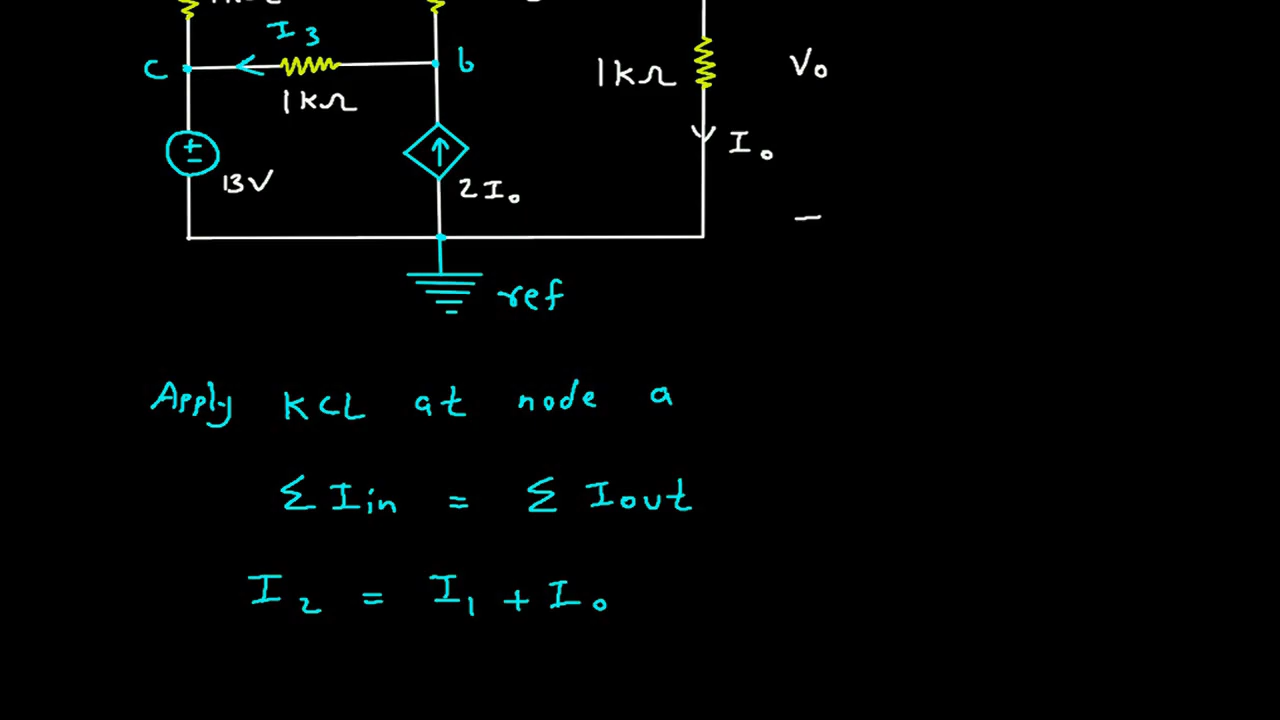 I3
c
b
1kΩ
1kΩ
Vo
Io
+
-
13V
2Io
-
ref
Apply KCL at node a
Σ Iin = Σ Iout
I2 = I1 + Io